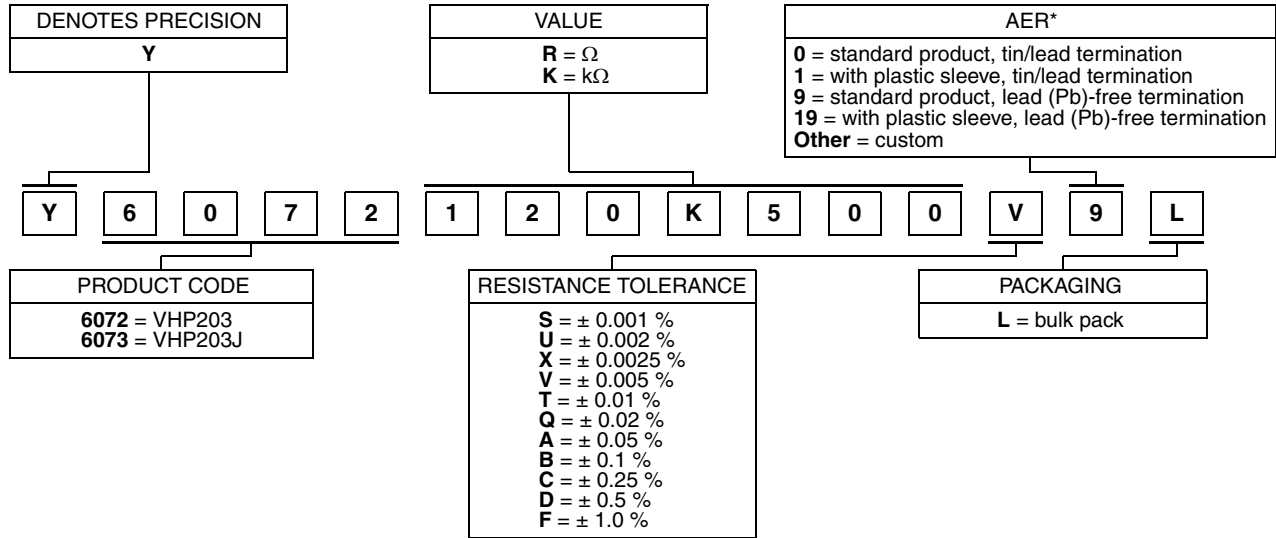 DENOTES PRECISION
Y
VALUE
R = Ω
K = kΩ
AER*
0 = standard product, tin/lead termination
1 = with plastic sleeve, tin/lead termination
9 = standard product, lead (Pb)-free termination
19 = with plastic sleeve, lead (Pb)-free termination
Other = custom
Y 6 0 7 2 1 2 0 K 5 0 0 V 9 L
PRODUCT CODE
6072 = VHP203
6073 = VHP203J
RESISTANCE TOLERANCE
S = ± 0.001 %
U = ± 0.002 %
X = ± 0.0025 %
V = ± 0.005 %
T = ± 0.01 %
Q = ± 0.02 %
A = ± 0.05 %
B = ± 0.1 %
C = ± 0.25 %
D = ± 0.5 %
F = ± 1.0 %
PACKAGING
L = bulk pack